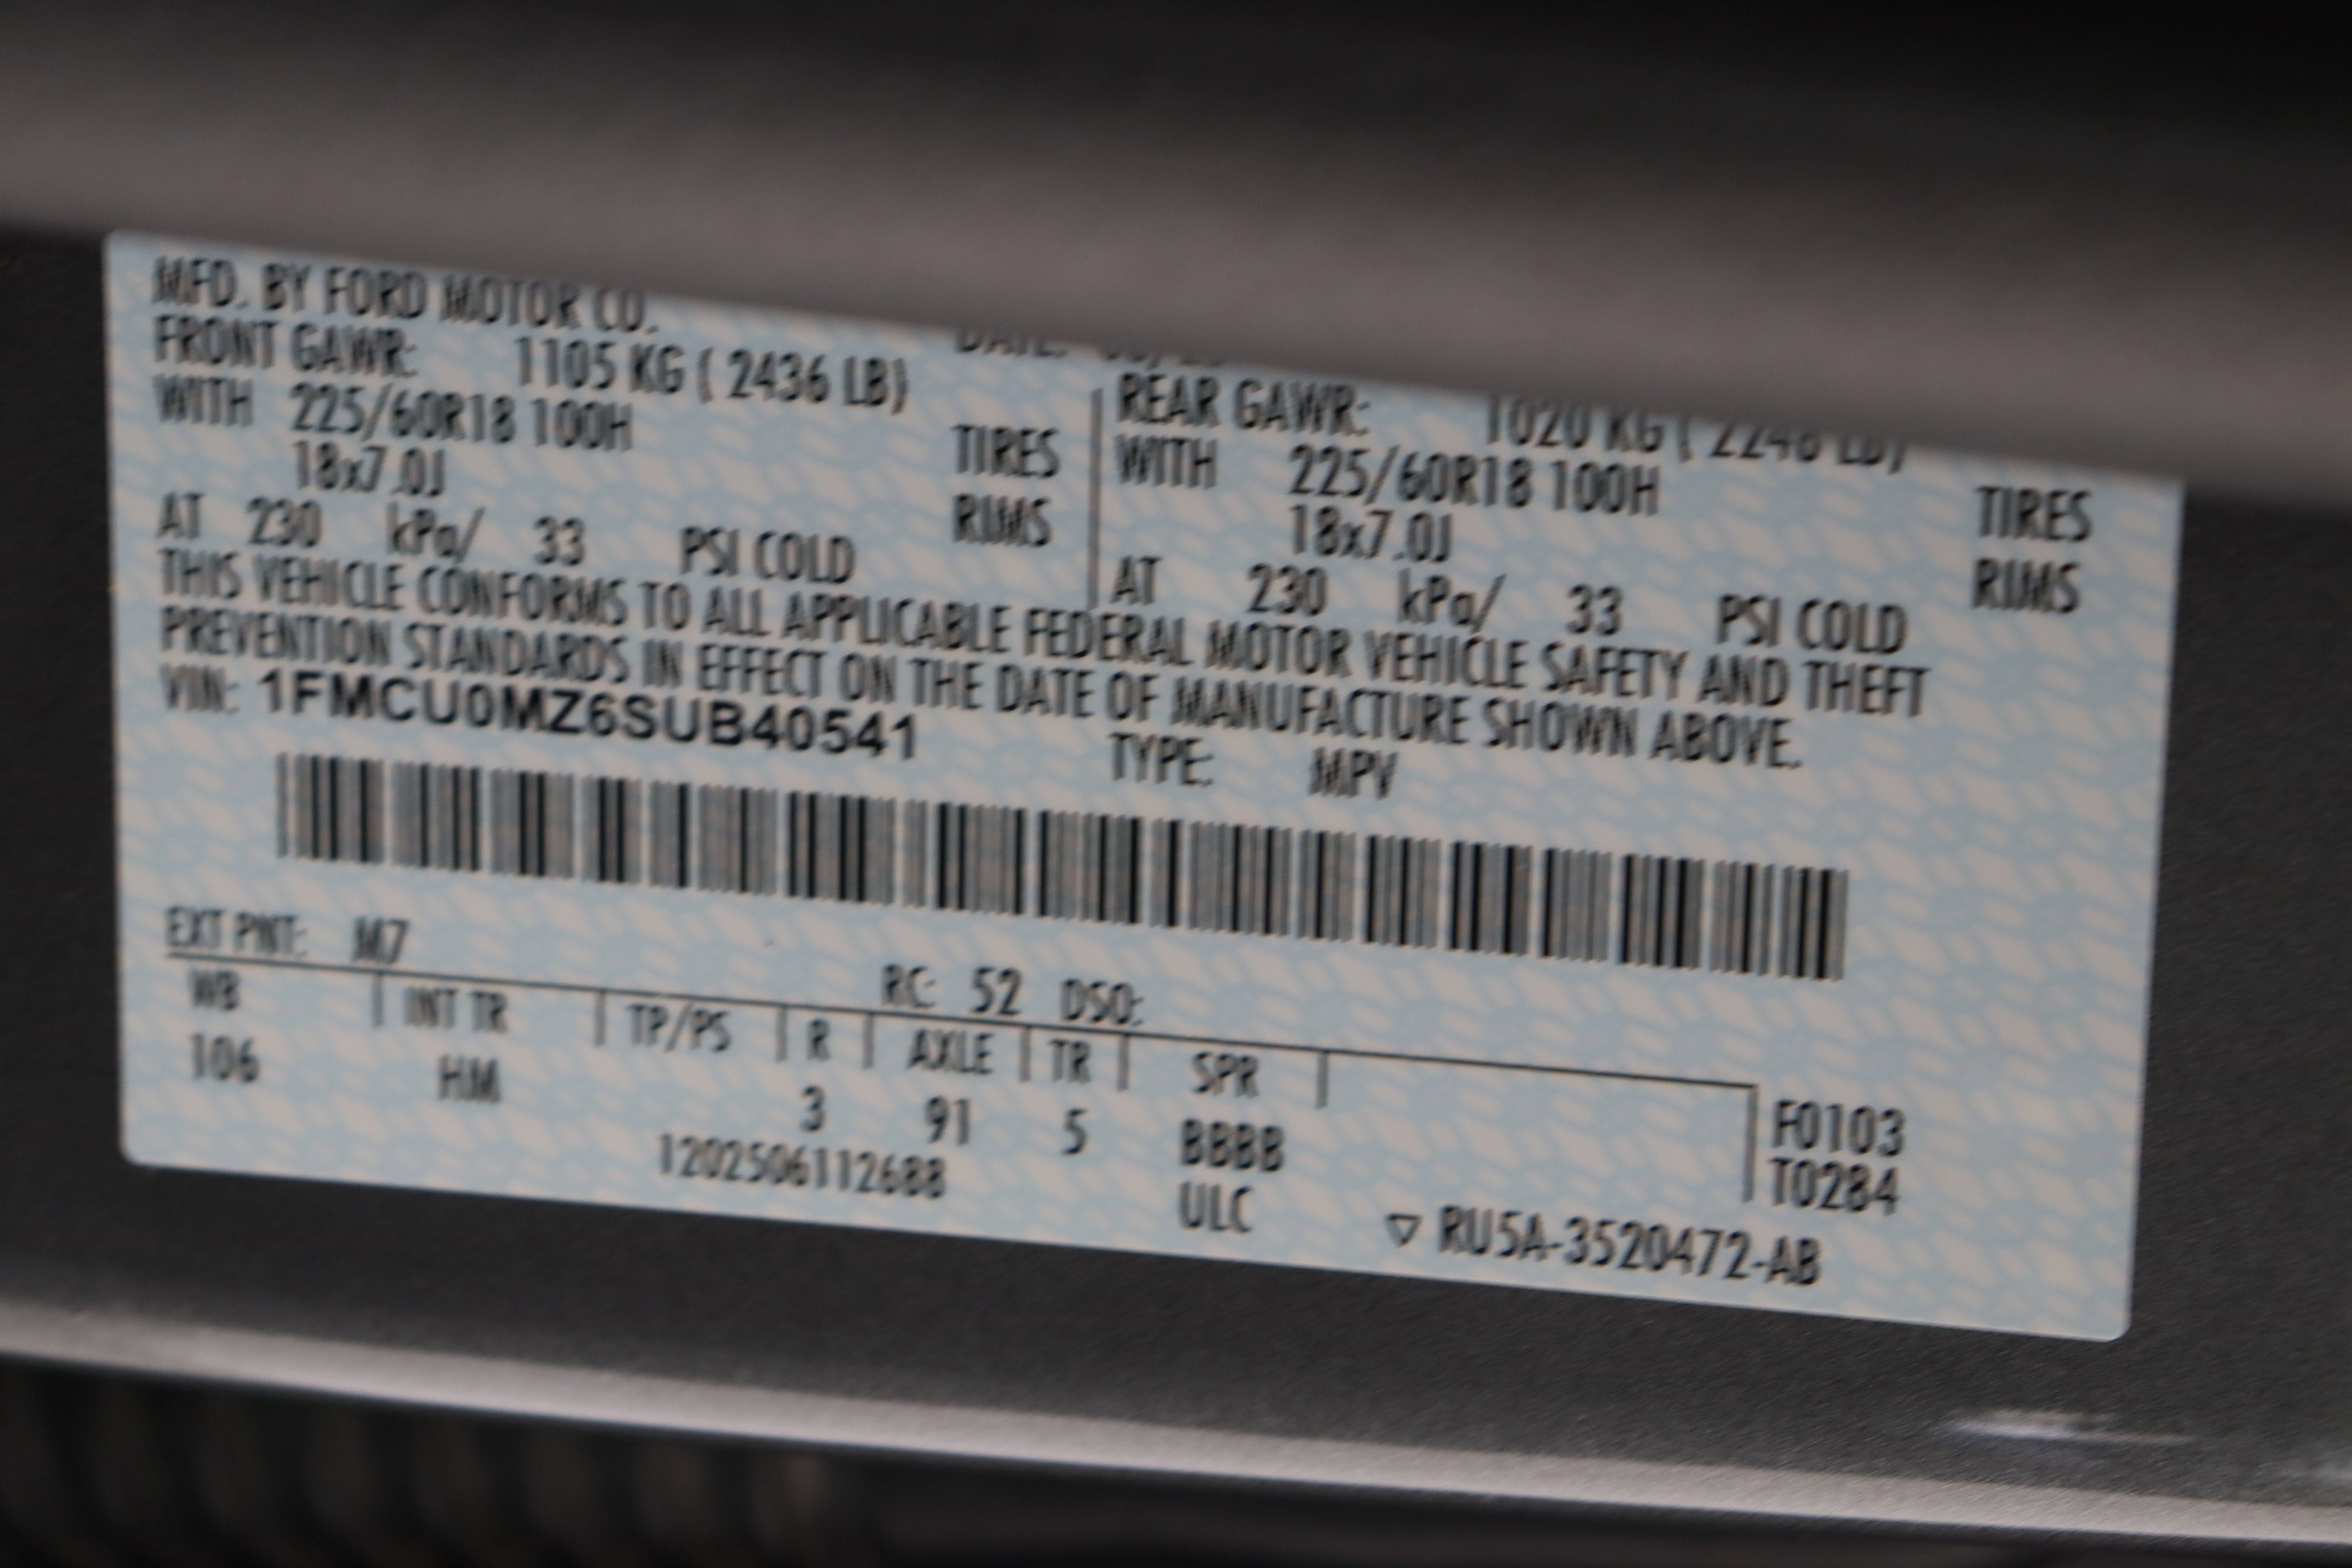 MFD. BY FORD MOTOR CO.
FRONT GAWR: 1105 KG ( 2436 LB)
WITH 225/60R18 100H TIRES
18x7.0J RIMS
AT 230 kPa/ 33 PSI COLD
DATE:
REAR GAWR: 1020 KG ( 2248 LB)
WITH 225/60R18 100H TIRES
18x7.0J RIMS
AT 230 kPa/ 33 PSI COLD
THIS VEHICLE CONFORMS TO ALL APPLICABLE FEDERAL MOTOR VEHICLE SAFETY AND THEFT
PREVENTION STANDARDS IN EFFECT ON THE DATE OF MANUFACTURE SHOWN ABOVE.
VIN: 1FMCU0MZ6SUB40541 TYPE: MPV
EXT PNT: M7 RC: 52 DSO:
WB INT TR TP/PS R AXLE TR SPR
106 HM 3 91 5 BBBB F0103
1202506112688 ULC T0284
▽ RU5A-3520472-AB